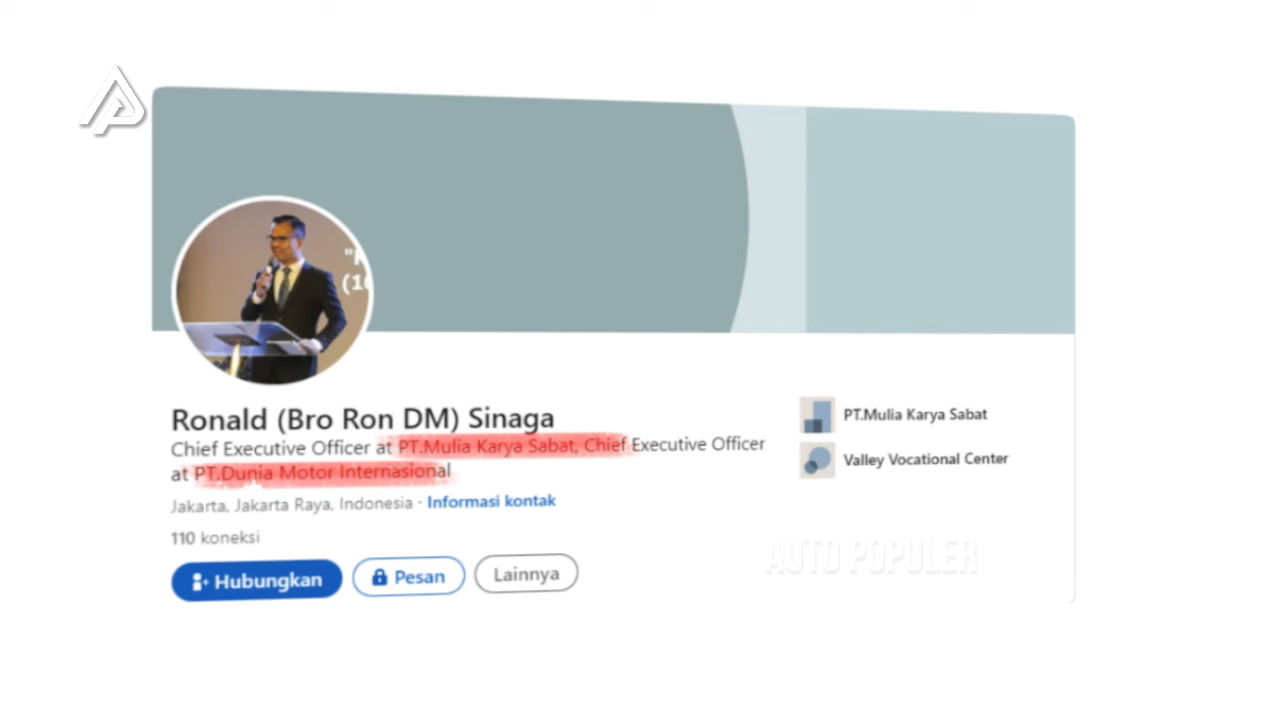 Ronald (Bro Ron DM) Sinaga
Chief Executive Officer at PT.Mulia Karya Sabat, Chief Executive Officer
at PT.Dunia Motor Internasional
Jakarta, Jakarta Raya, Indonesia · Informasi kontak
110 koneksi
Hubungkan
Pesan
Lainnya
PT.Mulia Karya Sabat
Valley Vocational Center
AUTO POPULER